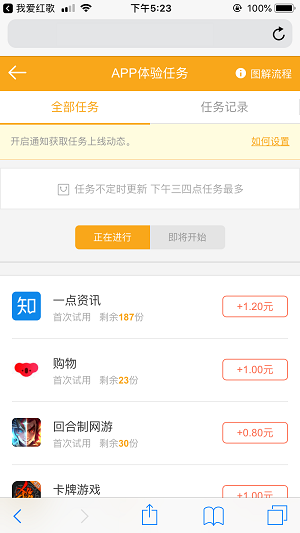 我爱红歌
下午5:23
100%
APP体验任务
图解流程
全部任务
任务记录
开启通知获取任务上线动态。
如何设置
任务不定时更新 下午三四点任务最多
正在进行
即将开始
知
一点资讯
首次试用 剩余187份
+1.20元
购物
首次试用 剩余23份
+1.00元
回合制网游
首次试用 剩余30份
+0.80元
卡牌游戏
+1.00元